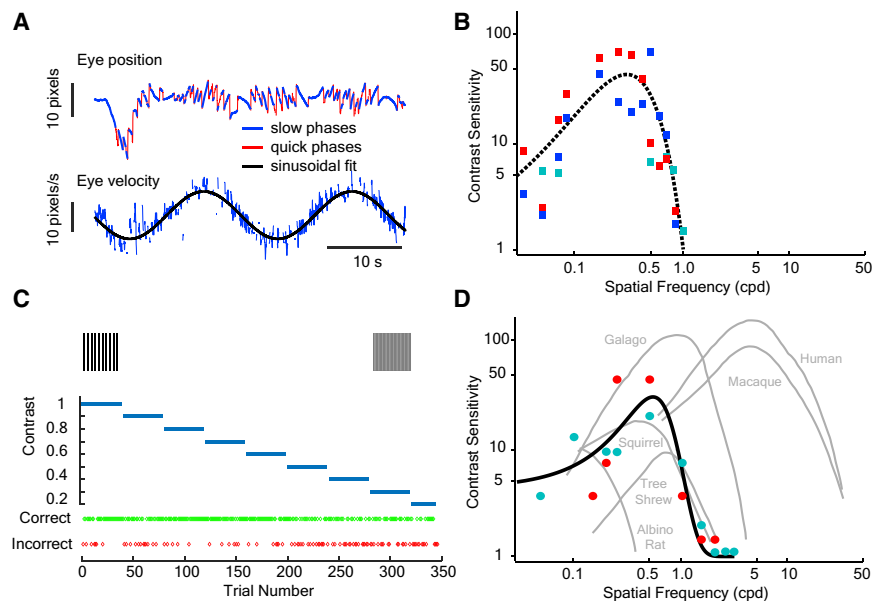 A
Eye position
10 pixels
slow phases
quick phases
sinusoidal fit
Eye velocity
10 pixels/s
10 s
B
Contrast Sensitivity
100
50
10
5
1
0.1
0.5
1.0
5
10
50
Spatial Frequency (cpd)
C
Contrast
1
0.8
0.6
0.4
0.2
Correct
Incorrect
0
50
100
150
200
250
300
350
Trial Number
D
Contrast Sensitivity
100
50
10
5
1
Galago
Human
Macaque
Squirrel
Tree
Shrew
Albino
Rat
0.1
0.5
1.0
5
10
50
Spatial Frequency (cpd)